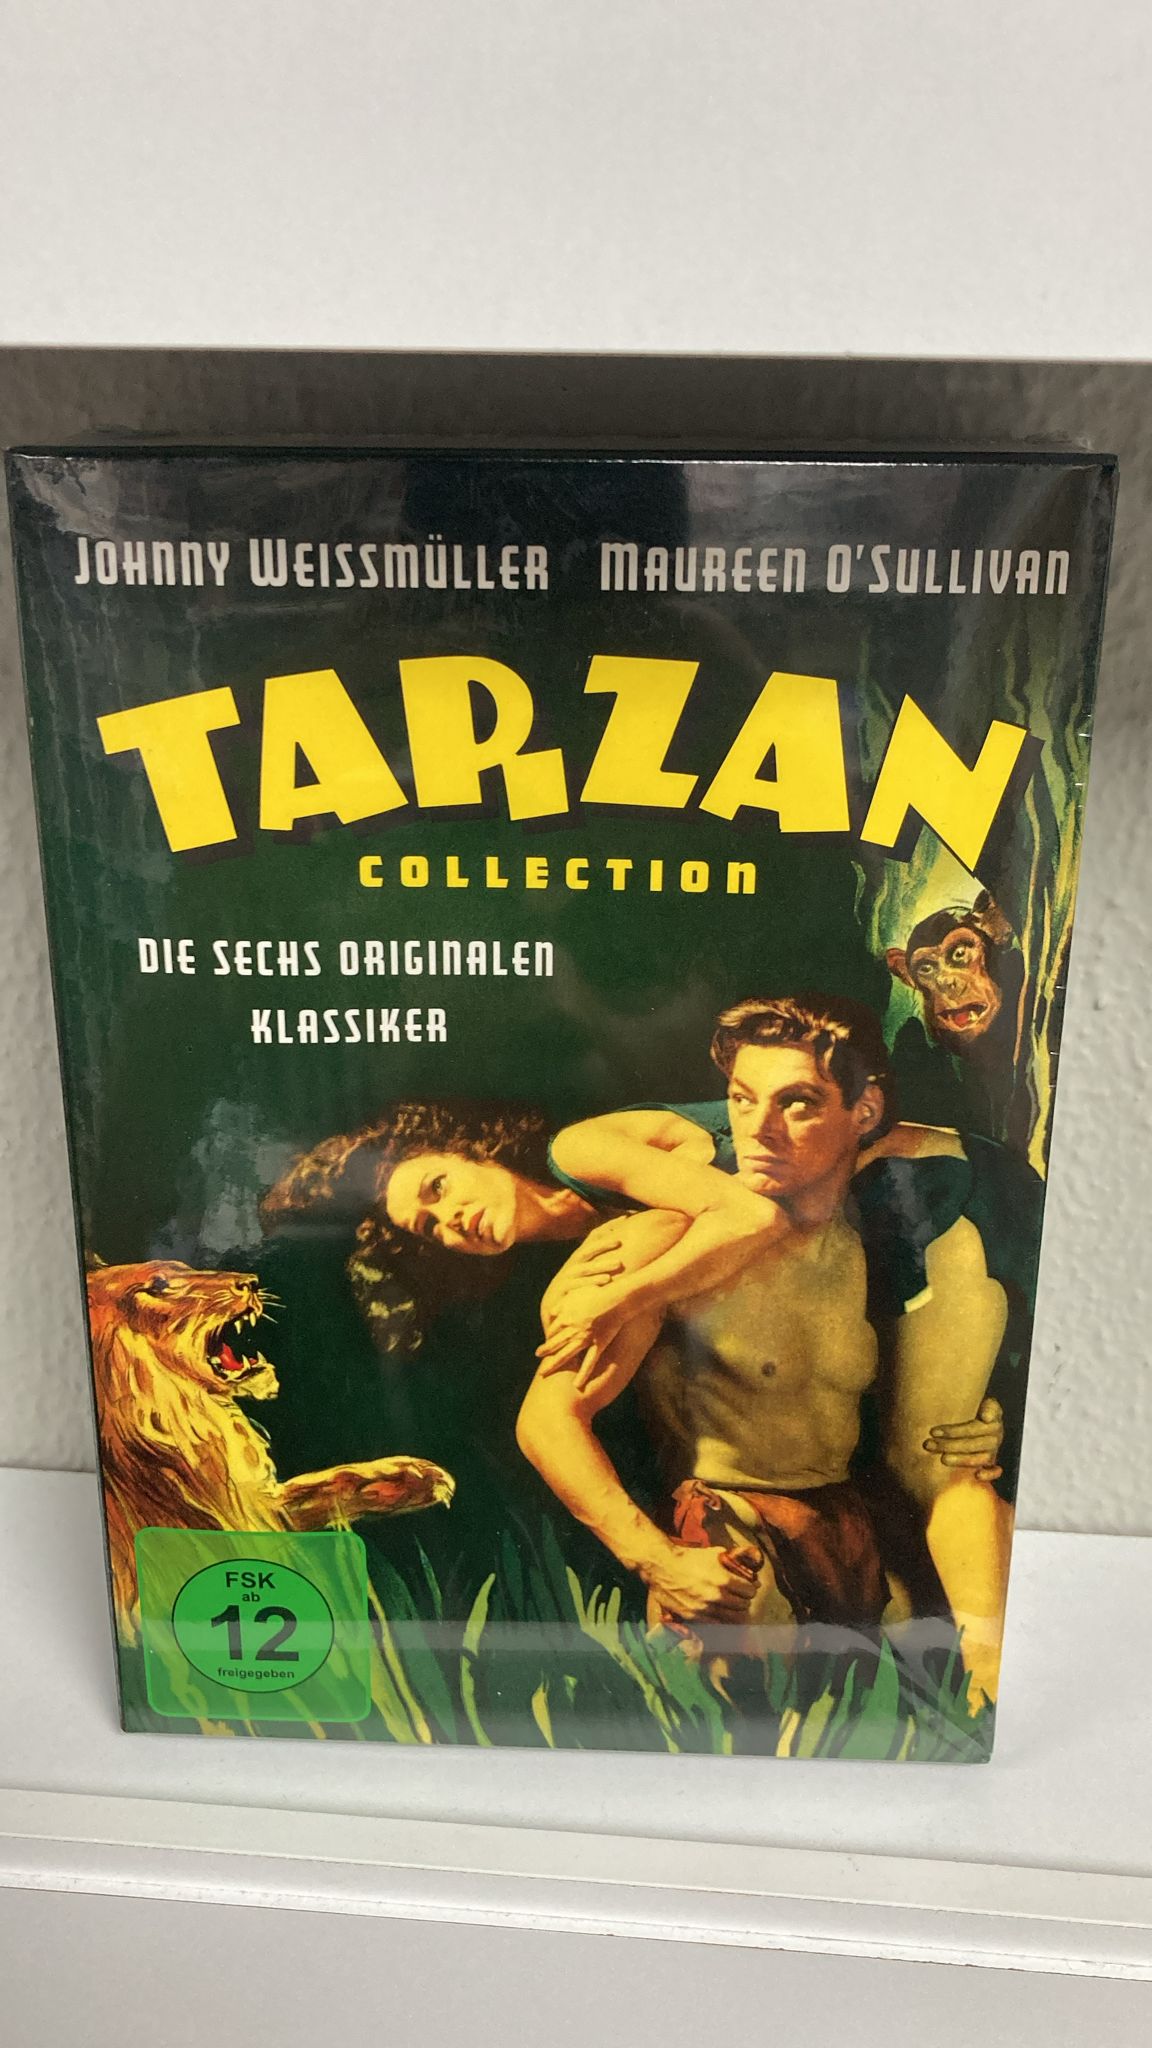 JOHNNY WEISSMÜLLER MAUREEN O'SULLIVAN
TARZAN
COLLECTION
DIE SECHS ORIGINALEN
KLASSIKER
FSK
ab
12
freigegeben